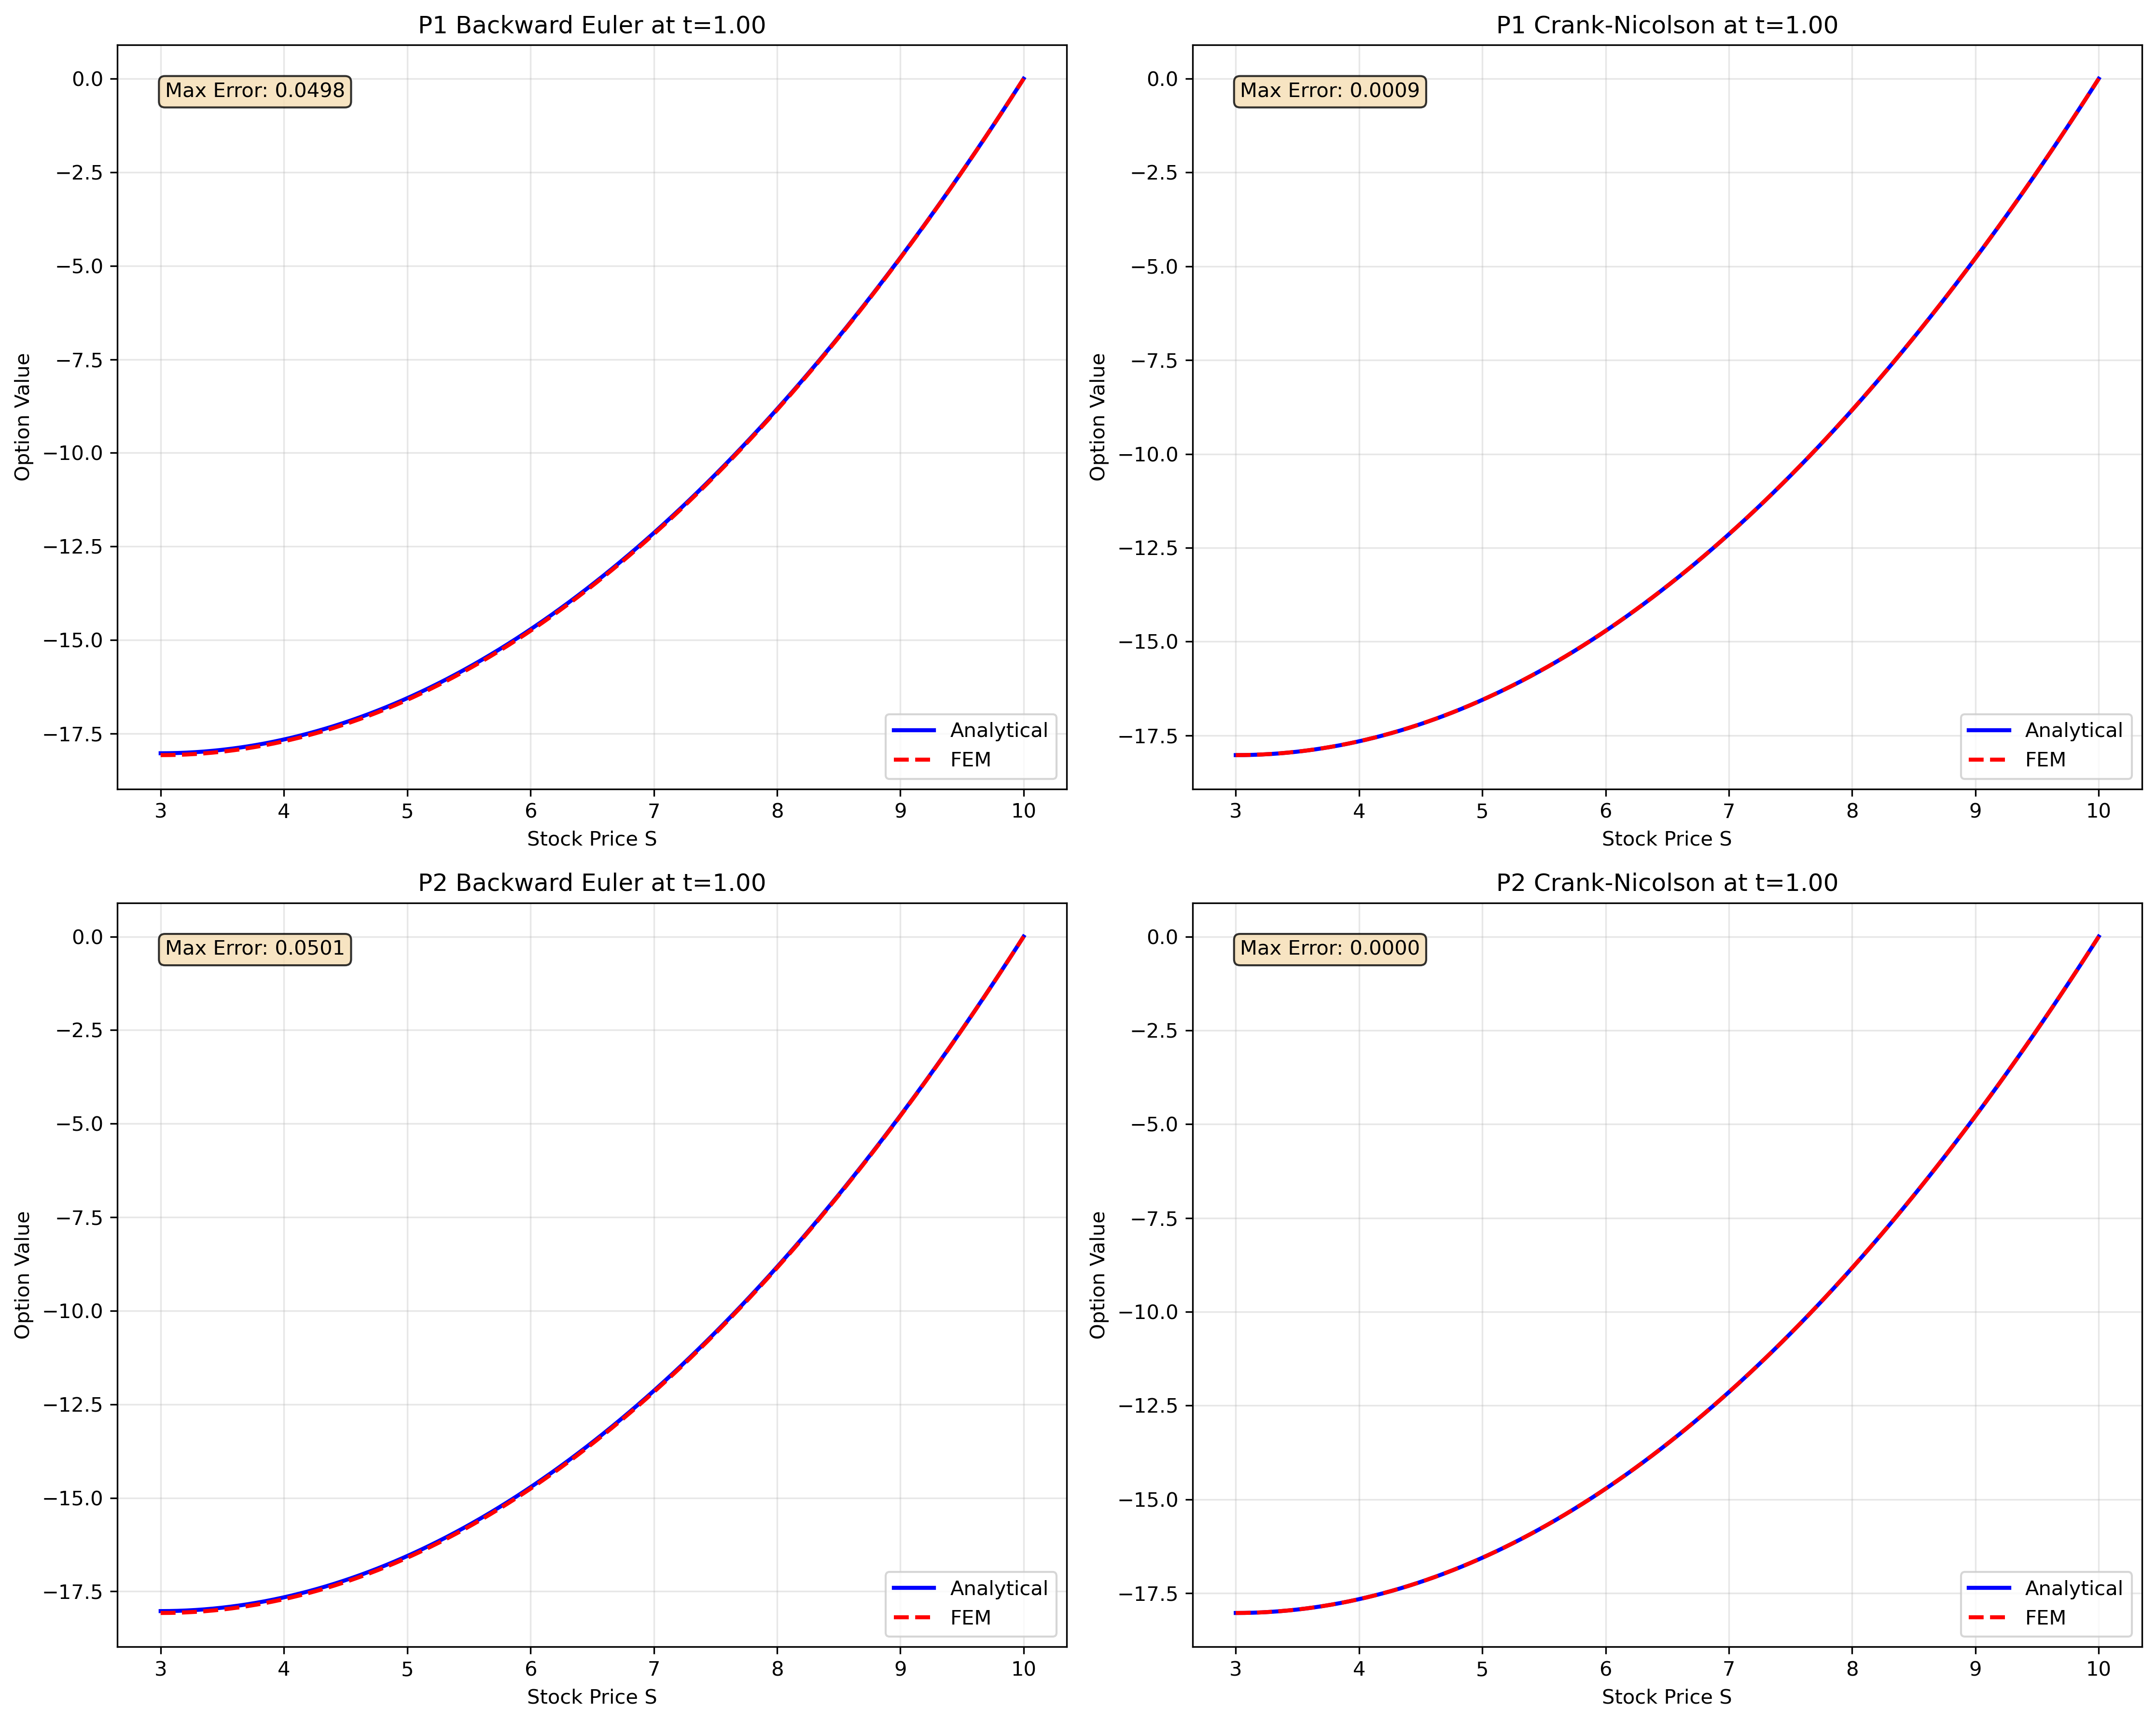 P1 Backward Euler at t=1.00
Max Error: 0.0498
0.0
−2.5
−5.0
−7.5
−10.0
−12.5
−15.0
−17.5
Option Value
Analytical
FEM
3 4 5 6 7 8 9 10
Stock Price S
P1 Crank-Nicolson at t=1.00
Max Error: 0.0009
0.0
−2.5
−5.0
−7.5
−10.0
−12.5
−15.0
−17.5
Option Value
Analytical
FEM
3 4 5 6 7 8 9 10
Stock Price S
P2 Backward Euler at t=1.00
Max Error: 0.0501
0.0
−2.5
−5.0
−7.5
−10.0
−12.5
−15.0
−17.5
Option Value
Analytical
FEM
3 4 5 6 7 8 9 10
Stock Price S
P2 Crank-Nicolson at t=1.00
Max Error: 0.0000
0.0
−2.5
−5.0
−7.5
−10.0
−12.5
−15.0
−17.5
Option Value
Analytical
FEM
3 4 5 6 7 8 9 10
Stock Price S